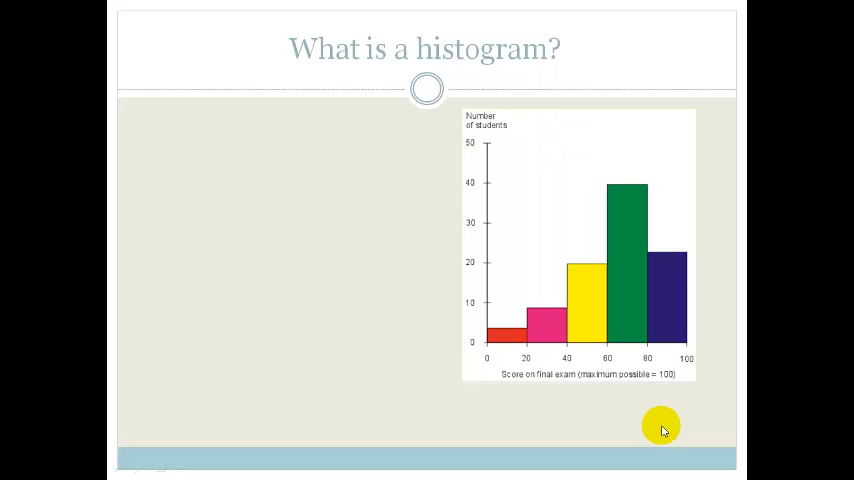 What is a histogram?
Number
of students
50
40
30
20
10
0
0 20 40 60 80 100
Score on final exam (maximum possible = 100)